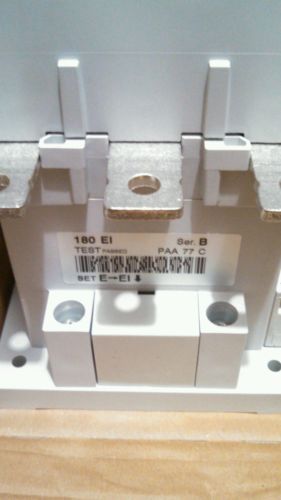 180 EI Ser. B
TEST PASSED PAA 77 C
SET E→EI ⬇